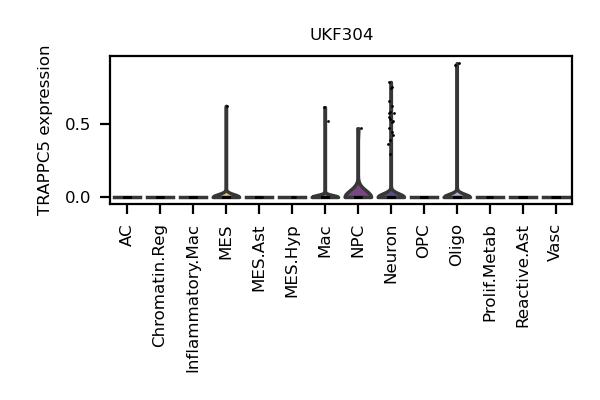 UKF304
TRAPPC5 expression
0.5
0.0
AC
Chromatin.Reg
Inflammatory.Mac
MES
MES.Ast
MES.Hyp
Mac
NPC
Neuron
OPC
Oligo
Prolif.Metab
Reactive.Ast
Vasc